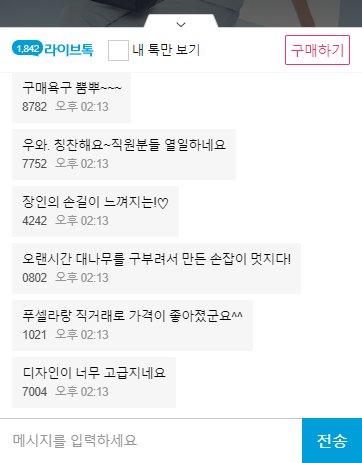 1,842 라이브톡 내 톡만 보기 구매하기
구매욕구 뿜뿌~~~
8782 오후 02:13
우와. 칭찬해요~직원분들 열일하네요
7752 오후 02:13
장인의 손길이 느껴지는!♡
4242 오후 02:13
오랜시간 대나무를 구부려서 만든 손잡이 멋지다!
0802 오후 02:13
푸셀라랑 직거래로 가격이 좋아졌군요^^
1021 오후 02:13
디자인이 너무 고급지네요
7004 오후 02:13
메시지를 입력하세요 전송